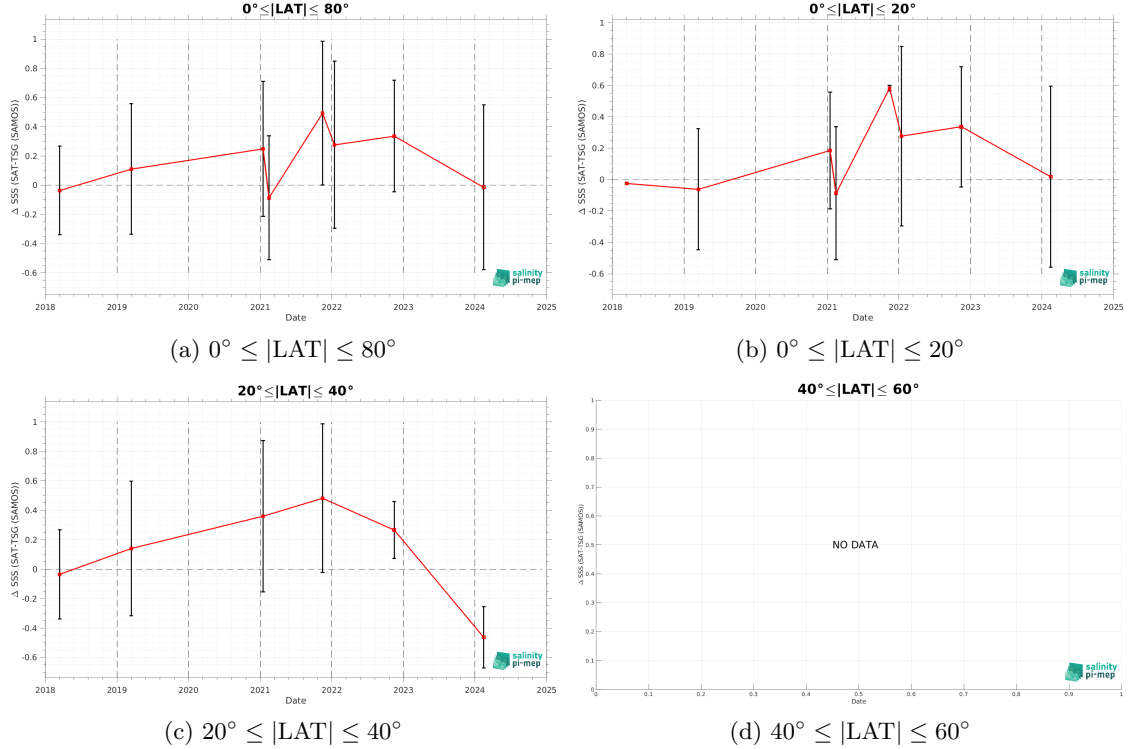 0°≤|LAT|≤ 80°
Δ SSS (SAT-TSG (SAMOS))
1
0.8
0.6
0.4
0.2
0
-0.2
-0.4
-0.6
2018 2019 2020 2021 2022 2023 2024 2025
Date
salinity
pi-mep
(a) 0° ≤ |LAT| ≤ 80°
0°≤|LAT|≤ 20°
Δ SSS (SAT-TSG (SAMOS))
1
0.8
0.6
0.4
0.2
0
-0.2
-0.4
-0.6
2018 2019 2020 2021 2022 2023 2024 2025
Date
salinity
pi-mep
(b) 0° ≤ |LAT| ≤ 20°
20°≤|LAT|≤ 40°
Δ SSS (SAT-TSG (SAMOS))
1
0.8
0.6
0.4
0.2
0
-0.2
-0.4
-0.6
2018 2019 2020 2021 2022 2023 2024 2025
Date
salinity
pi-mep
(c) 20° ≤ |LAT| ≤ 40°
40°≤|LAT|≤ 60°
Δ SSS (SAT-TSG (SAMOS))
1
0.9
0.8
0.7
0.6
0.5
0.4
0.3
0.2
0.1
0
NO DATA
0 0.1 0.2 0.3 0.4 0.5 0.6 0.7 0.8 0.9 1
Date
salinity
pi-mep
(d) 40° ≤ |LAT| ≤ 60°